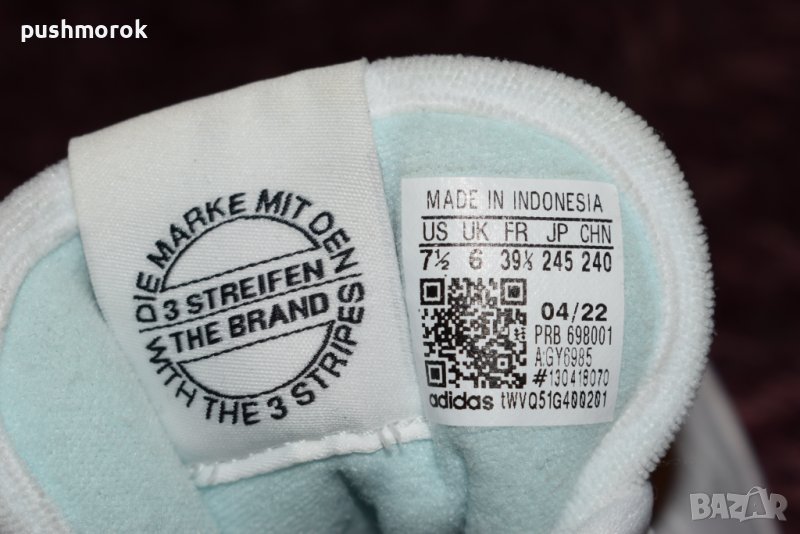 pushmorok
DIE MARKE MIT DEN
3 STREIFEN
THE BRAND
WITH THE 3 STRIPES
MADE IN INDONESIA
US UK FR JP CHN
7½ 6 39⅓ 245 240
04/22
PRB 698001
A:GY6985
#130418070
adidas tWVQ51G400201
BAZAR